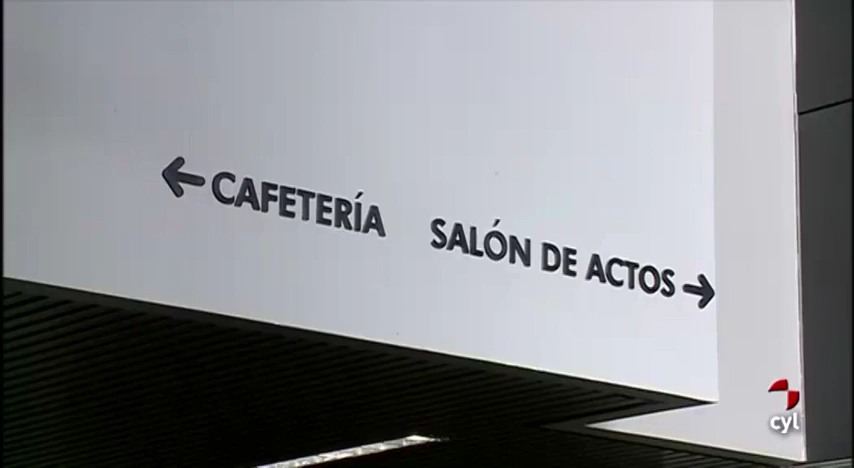 ← CAFETERÍA SALÓN DE ACTOS →
cyl